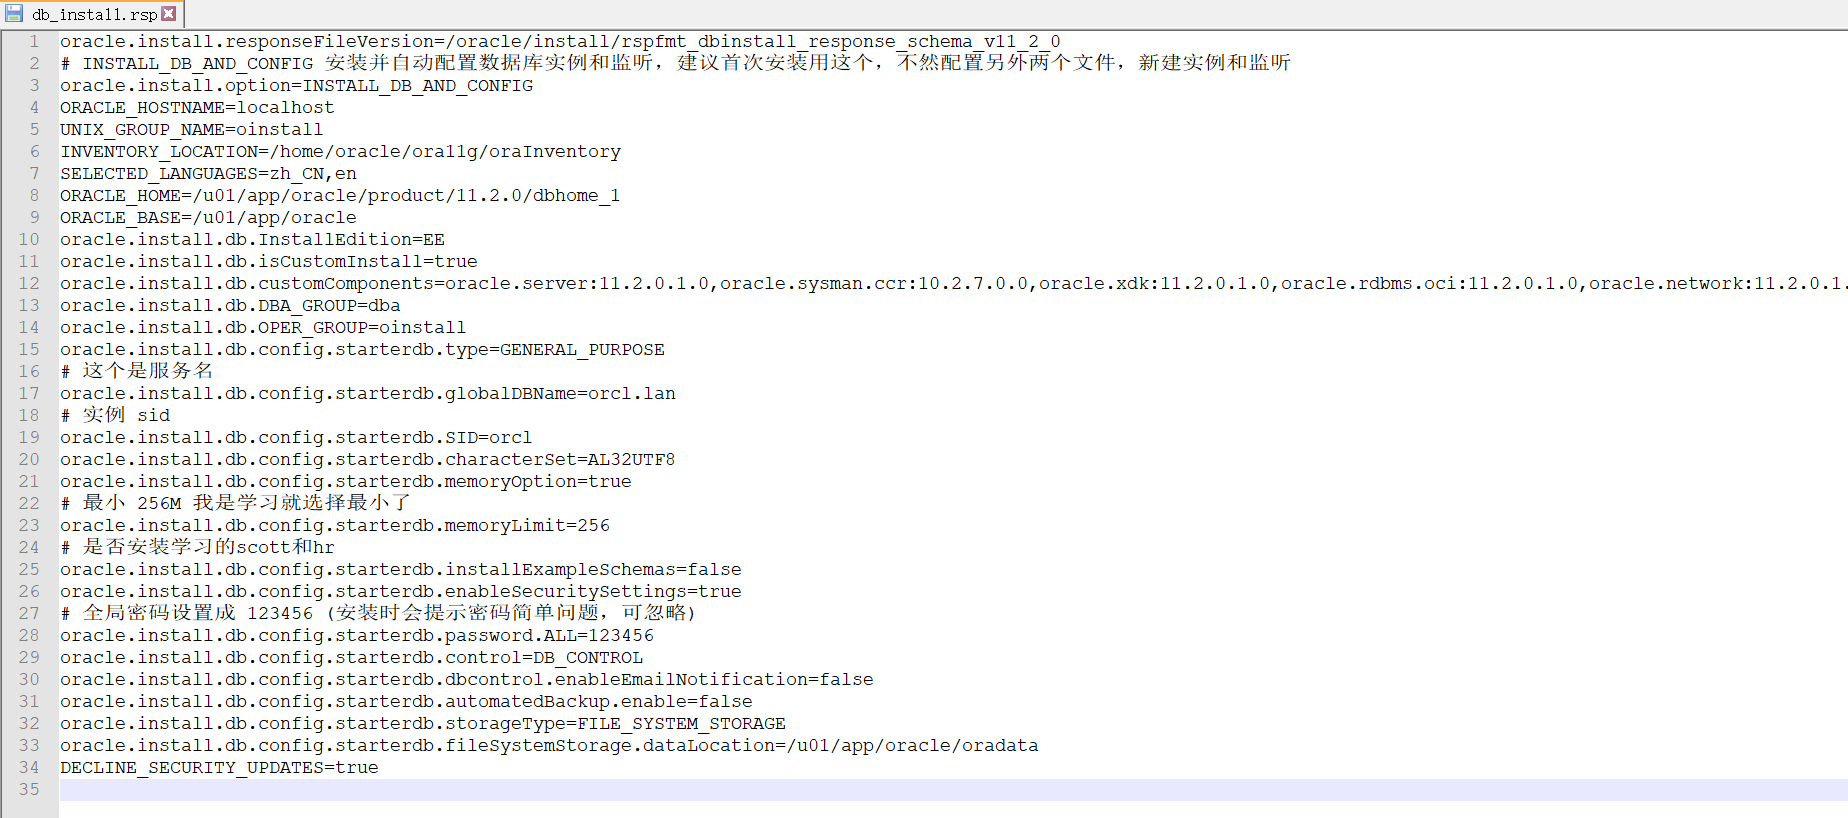 db_install.rsp
1 oracle.install.responseFileVersion=/oracle/install/rspfmt_dbinstall_response_schema_v11_2_0
2 # INSTALL_DB_AND_CONFIG 安装并自动配置数据库实例和监听，建议首次安装用这个，不然配置另外两个文件，新建实例和监听
3 oracle.install.option=INSTALL_DB_AND_CONFIG
4 ORACLE_HOSTNAME=localhost
5 UNIX_GROUP_NAME=oinstall
6 INVENTORY_LOCATION=/home/oracle/ora11g/oraInventory
7 SELECTED_LANGUAGES=zh_CN,en
8 ORACLE_HOME=/u01/app/oracle/product/11.2.0/dbhome_1
9 ORACLE_BASE=/u01/app/oracle
10 oracle.install.db.InstallEdition=EE
11 oracle.install.db.isCustomInstall=true
12 oracle.install.db.customComponents=oracle.server:11.2.0.1.0,oracle.sysman.ccr:10.2.7.0.0,oracle.xdk:11.2.0.1.0,oracle.rdbms.oci:11.2.0.1.0,oracle.network:11.2.0.1.
13 oracle.install.db.DBA_GROUP=dba
14 oracle.install.db.OPER_GROUP=oinstall
15 oracle.install.db.config.starterdb.type=GENERAL_PURPOSE
16 # 这个是服务名
17 oracle.install.db.config.starterdb.globalDBName=orcl.lan
18 # 实例 sid
19 oracle.install.db.config.starterdb.SID=orcl
20 oracle.install.db.config.starterdb.characterSet=AL32UTF8
21 oracle.install.db.config.starterdb.memoryOption=true
22 # 最小 256M 我是学习就选择最小了
23 oracle.install.db.config.starterdb.memoryLimit=256
24 # 是否安装学习的scott和hr
25 oracle.install.db.config.starterdb.installExampleSchemas=false
26 oracle.install.db.config.starterdb.enableSecuritySettings=true
27 # 全局密码设置成 123456 (安装时会提示密码简单问题，可忽略)
28 oracle.install.db.config.starterdb.password.ALL=123456
29 oracle.install.db.config.starterdb.control=DB_CONTROL
30 oracle.install.db.config.starterdb.dbcontrol.enableEmailNotification=false
31 oracle.install.db.config.starterdb.automatedBackup.enable=false
32 oracle.install.db.config.starterdb.storageType=FILE_SYSTEM_STORAGE
33 oracle.install.db.config.starterdb.fileSystemStorage.dataLocation=/u01/app/oracle/oradata
34 DECLINE_SECURITY_UPDATES=true
35